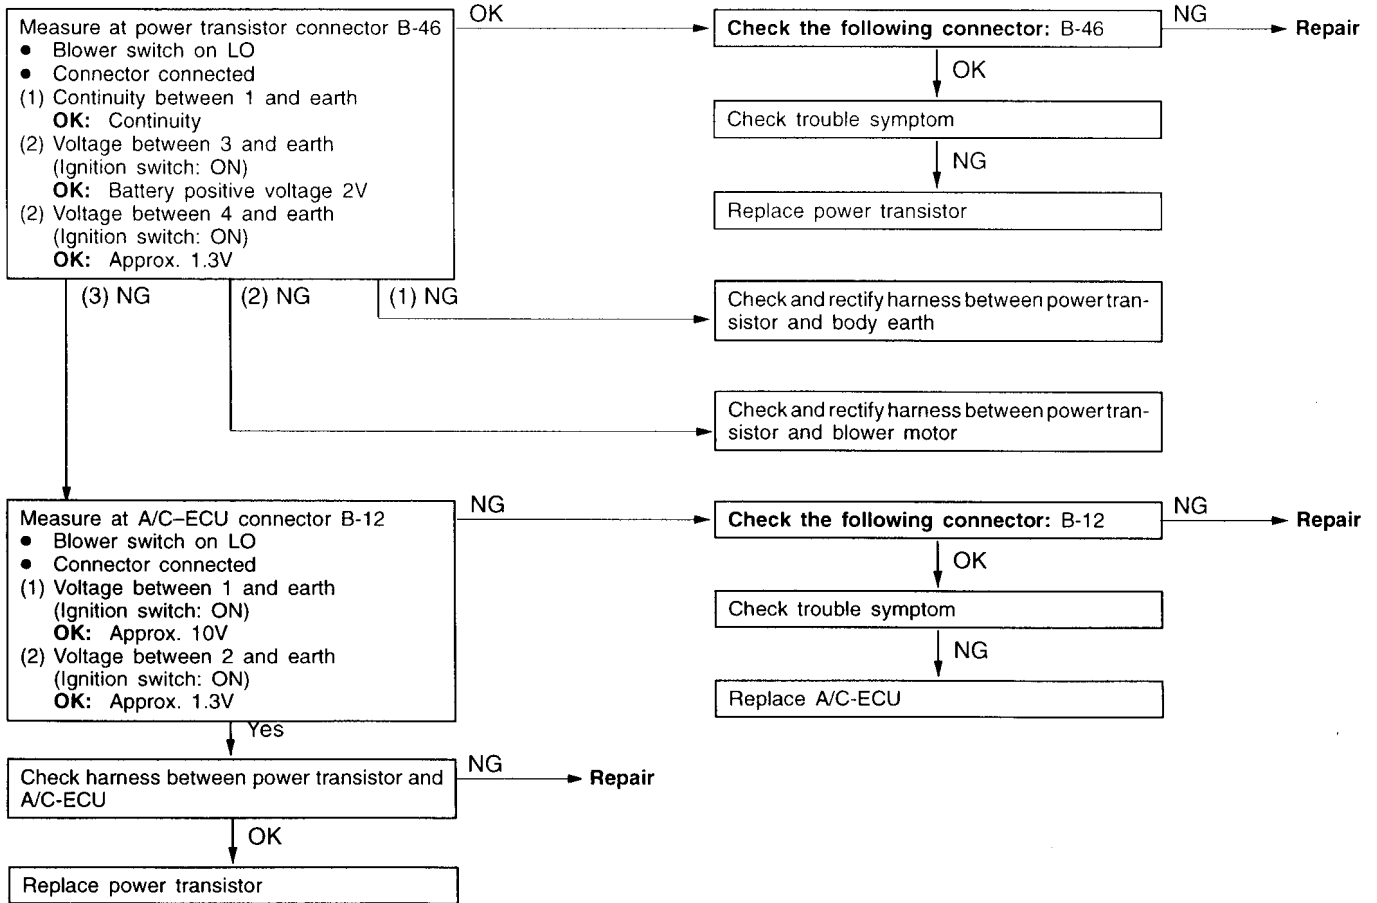 Measure at power transistor connector B-46
● Blower switch on LO
● Connector connected
(1) Continuity between 1 and earth
OK: Continuity
(2) Voltage between 3 and earth
(Ignition switch: ON)
OK: Battery positive voltage 2V
(2) Voltage between 4 and earth
(Ignition switch: ON)
OK: Approx. 1.3V
OK
Check the following connector: B-46
NG
Repair
OK
Check trouble symptom
NG
Replace power transistor
(3) NG
(2) NG
(1) NG
Check and rectify harness between power tran-
sistor and body earth
Check and rectify harness between power tran-
sistor and blower motor
Measure at A/C–ECU connector B-12
● Blower switch on LO
● Connector connected
(1) Voltage between 1 and earth
(Ignition switch: ON)
OK: Approx. 10V
(2) Voltage between 2 and earth
(Ignition switch: ON)
OK: Approx. 1.3V
NG
Check the following connector: B-12
NG
Repair
OK
Check trouble symptom
NG
Replace A/C-ECU
Yes
Check harness between power transistor and
A/C-ECU
NG
Repair
OK
Replace power transistor